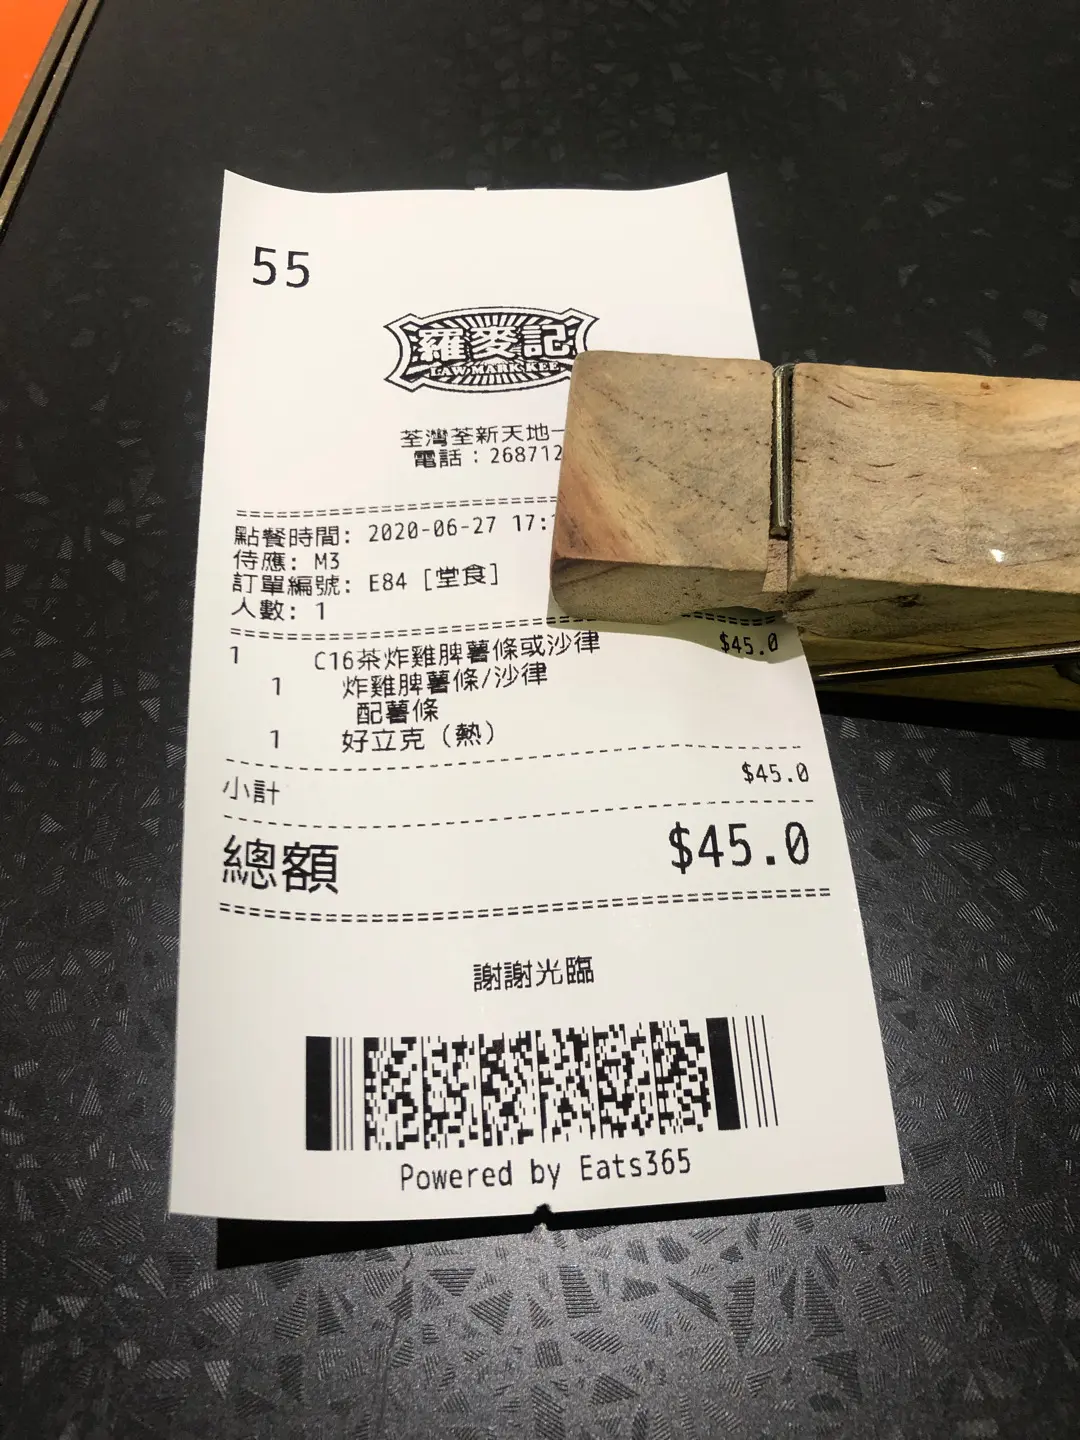 55
羅麥記
LAW MARK KEE
荃灣荃新天地一
電話：268712
===============================
點餐時間: 2020-06-27 17:
侍應: M3
訂單編號: E84 [堂食]
人數: 1
1 C16茶炸雞脾薯條或沙律 $45.0
1 炸雞脾薯條/沙律
配薯條
1 好立克（熱）
小計 $45.0
總額 $45.0
謝謝光臨
Powered by Eats365